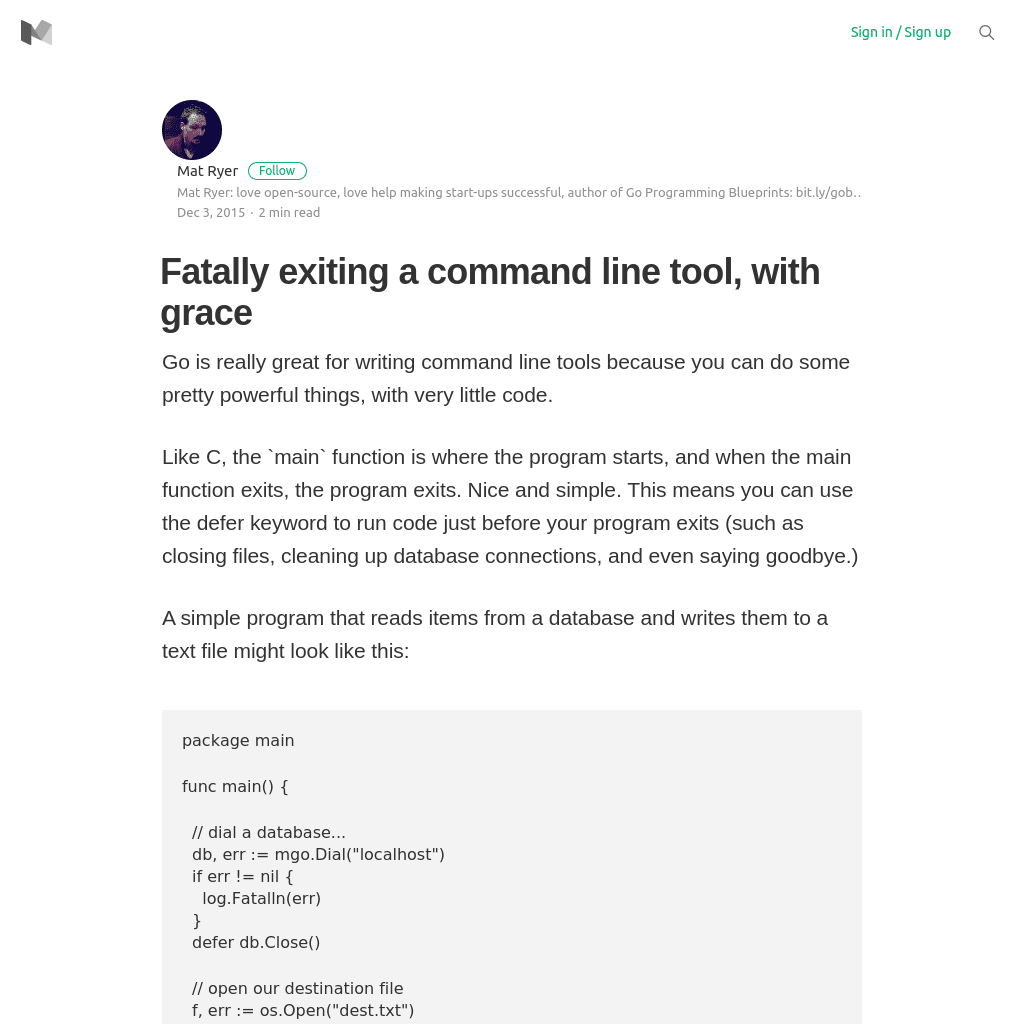 Sign in / Sign up
Mat Ryer Follow
Mat Ryer: love open-source, love help making start-ups successful, author of Go Programming Blueprints: bit.ly/gob…
Dec 3, 2015 · 2 min read
Fatally exiting a command line tool, with
grace
Go is really great for writing command line tools because you can do some
pretty powerful things, with very little code.
Like C, the `main` function is where the program starts, and when the main
function exits, the program exits. Nice and simple. This means you can use
the defer keyword to run code just before your program exits (such as
closing files, cleaning up database connections, and even saying goodbye.)
A simple program that reads items from a database and writes them to a
text file might look like this:
package main
func main() {
// dial a database...
db, err := mgo.Dial("localhost")
if err != nil {
log.Fatalln(err)
}
defer db.Close()
// open our destination file
f, err := os.Open("dest.txt")